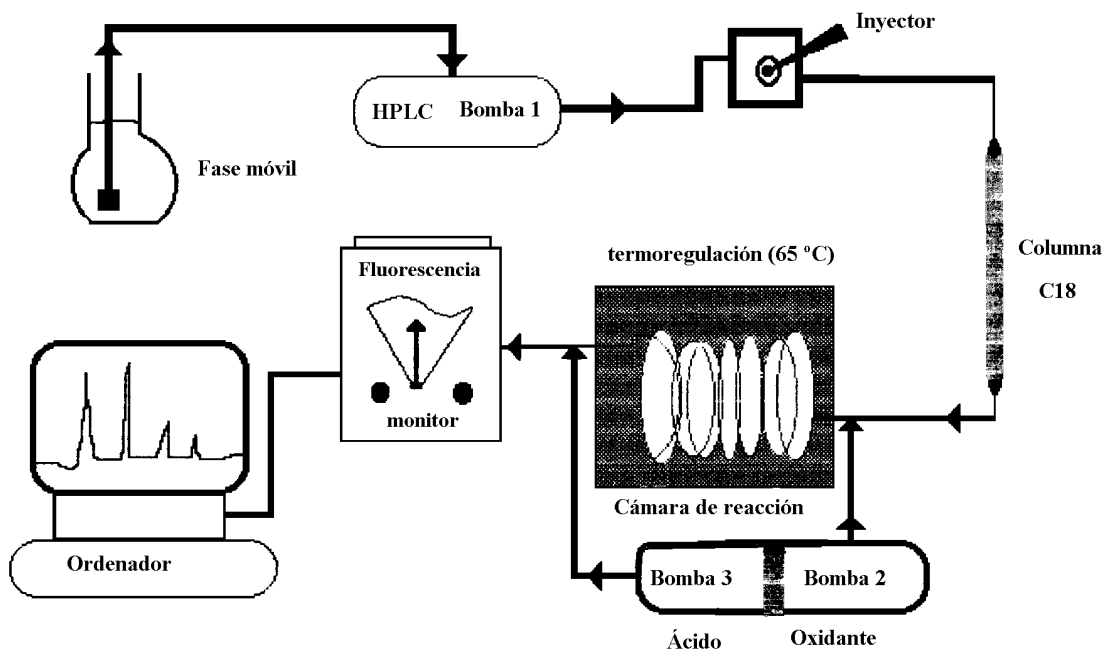 Inyector
HPLC Bomba 1
Fase móvil
termoregulación (65 ºC)
Columna
C18
Fluorescencia
monitor
Cámara de reacción
Ordenador
Bomba 3 Bomba 2
Ácido Oxidante